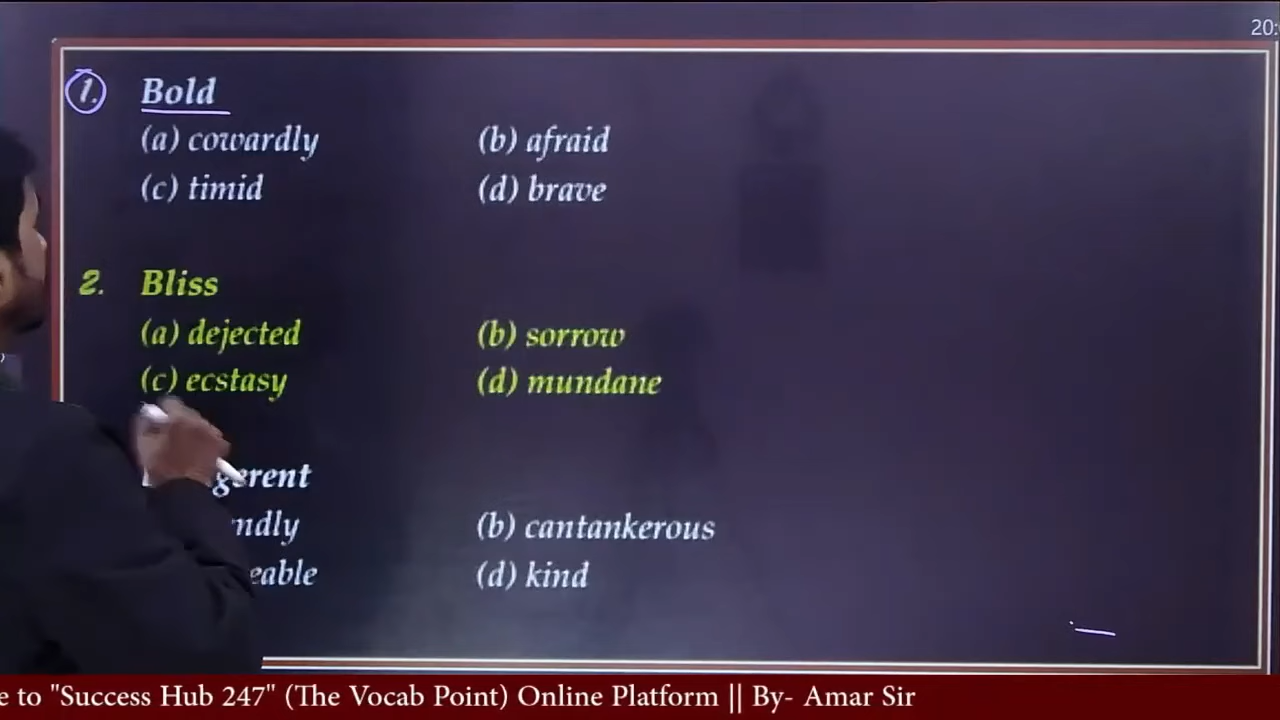 20:
1. Bold
(a) cowardly (b) afraid
(c) timid (d) brave
2. Bliss
(a) dejected (b) sorrow
(c) ecstasy (d) mundane
gerent
ndly (b) cantankerous
eable (d) kind
e to "Success Hub 247" (The Vocab Point) Online Platform || By- Amar Sir